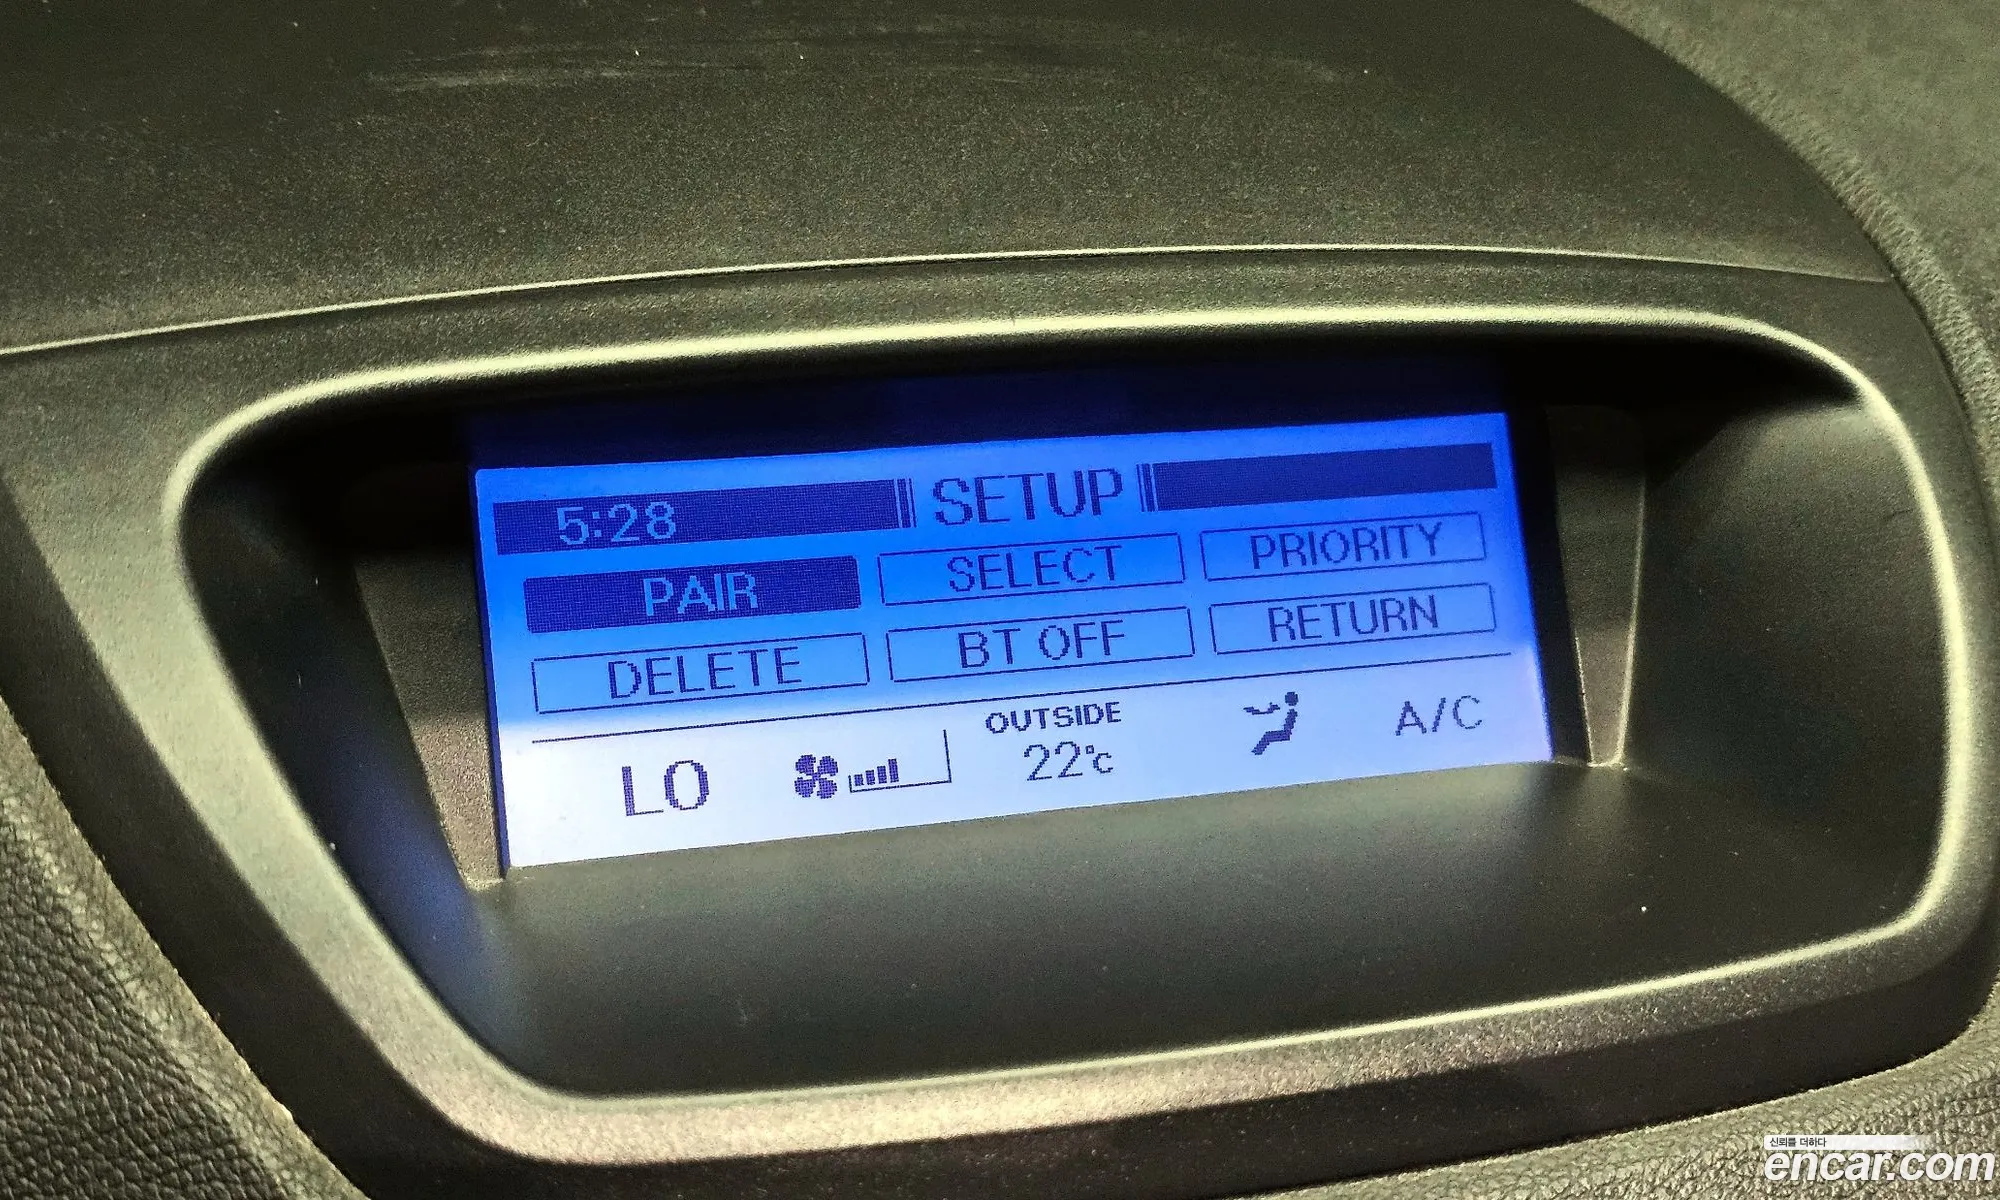 5:28 SETUP
PAIR SELECT PRIORITY
DELETE BT OFF RETURN
LO OUTSIDE 22°C A/C
신뢰를 더하다
encar.com